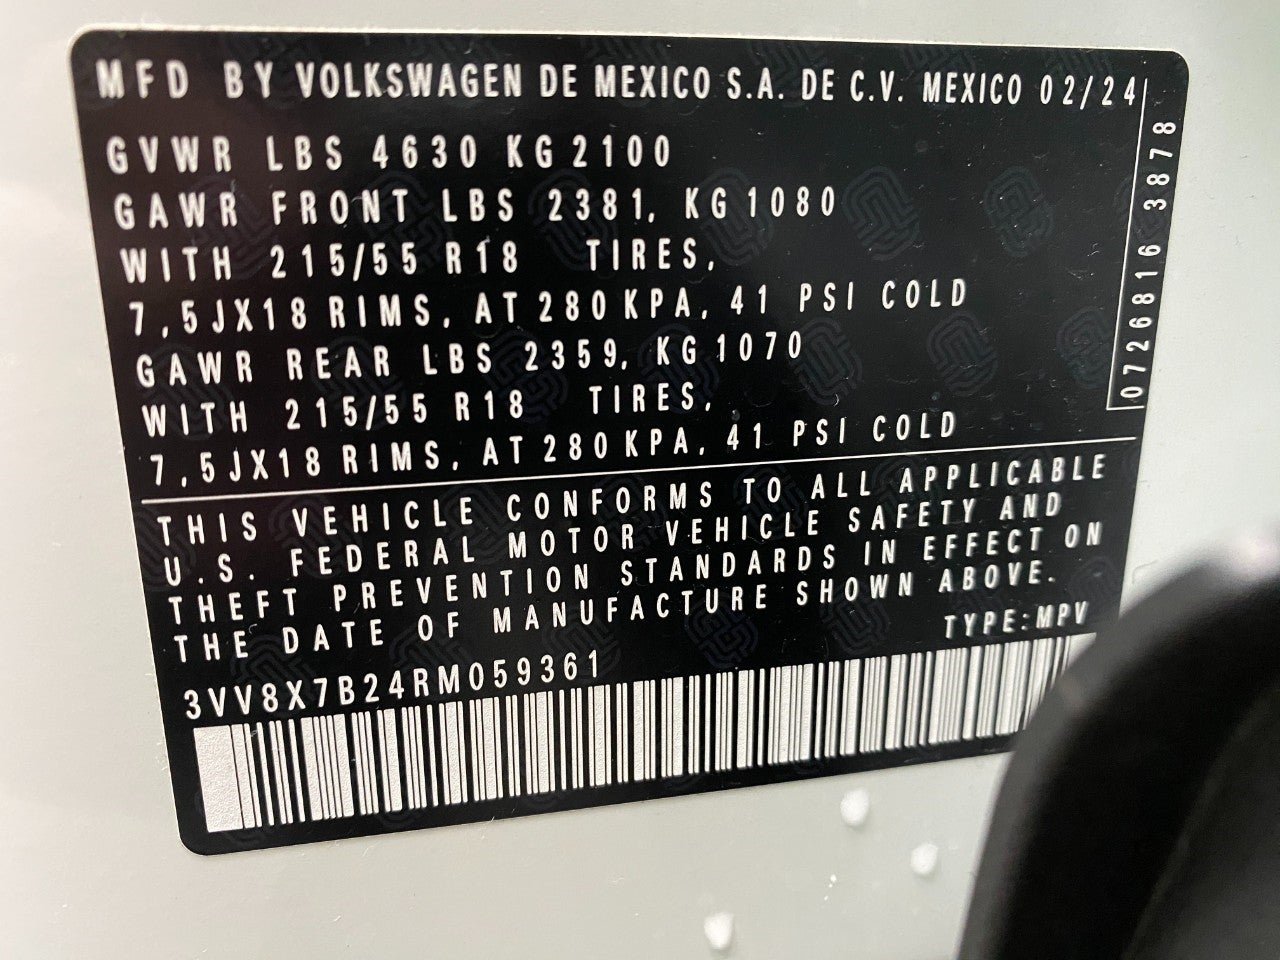 MFD BY VOLKSWAGEN DE MEXICO S.A. DE C.V. MEXICO 02/24
GVWR LBS 4630 KG 2100
GAWR FRONT LBS 2381, KG 1080
WITH 215/55 R18 TIRES,
7,5JX18 RIMS, AT 280 KPA, 41 PSI COLD
GAWR REAR LBS 2359, KG 1070
WITH 215/55 R18 TIRES,
7,5JX18 RIMS, AT 280 KPA, 41 PSI COLD
0726816 3878
THIS VEHICLE CONFORMS TO ALL APPLICABLE
U.S. FEDERAL MOTOR VEHICLE SAFETY AND
THEFT PREVENTION STANDARDS IN EFFECT ON
THE DATE OF MANUFACTURE SHOWN ABOVE.
TYPE: MPV
3VV8X7B24RM059361